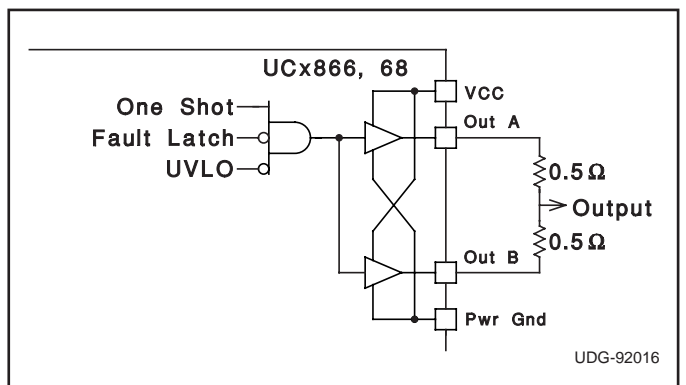 UCx866, 68
VCC
One Shot
Out A
Fault Latch
0.5Ω
UVLO
Output
0.5Ω
Out B
Pwr Gnd
UDG-92016